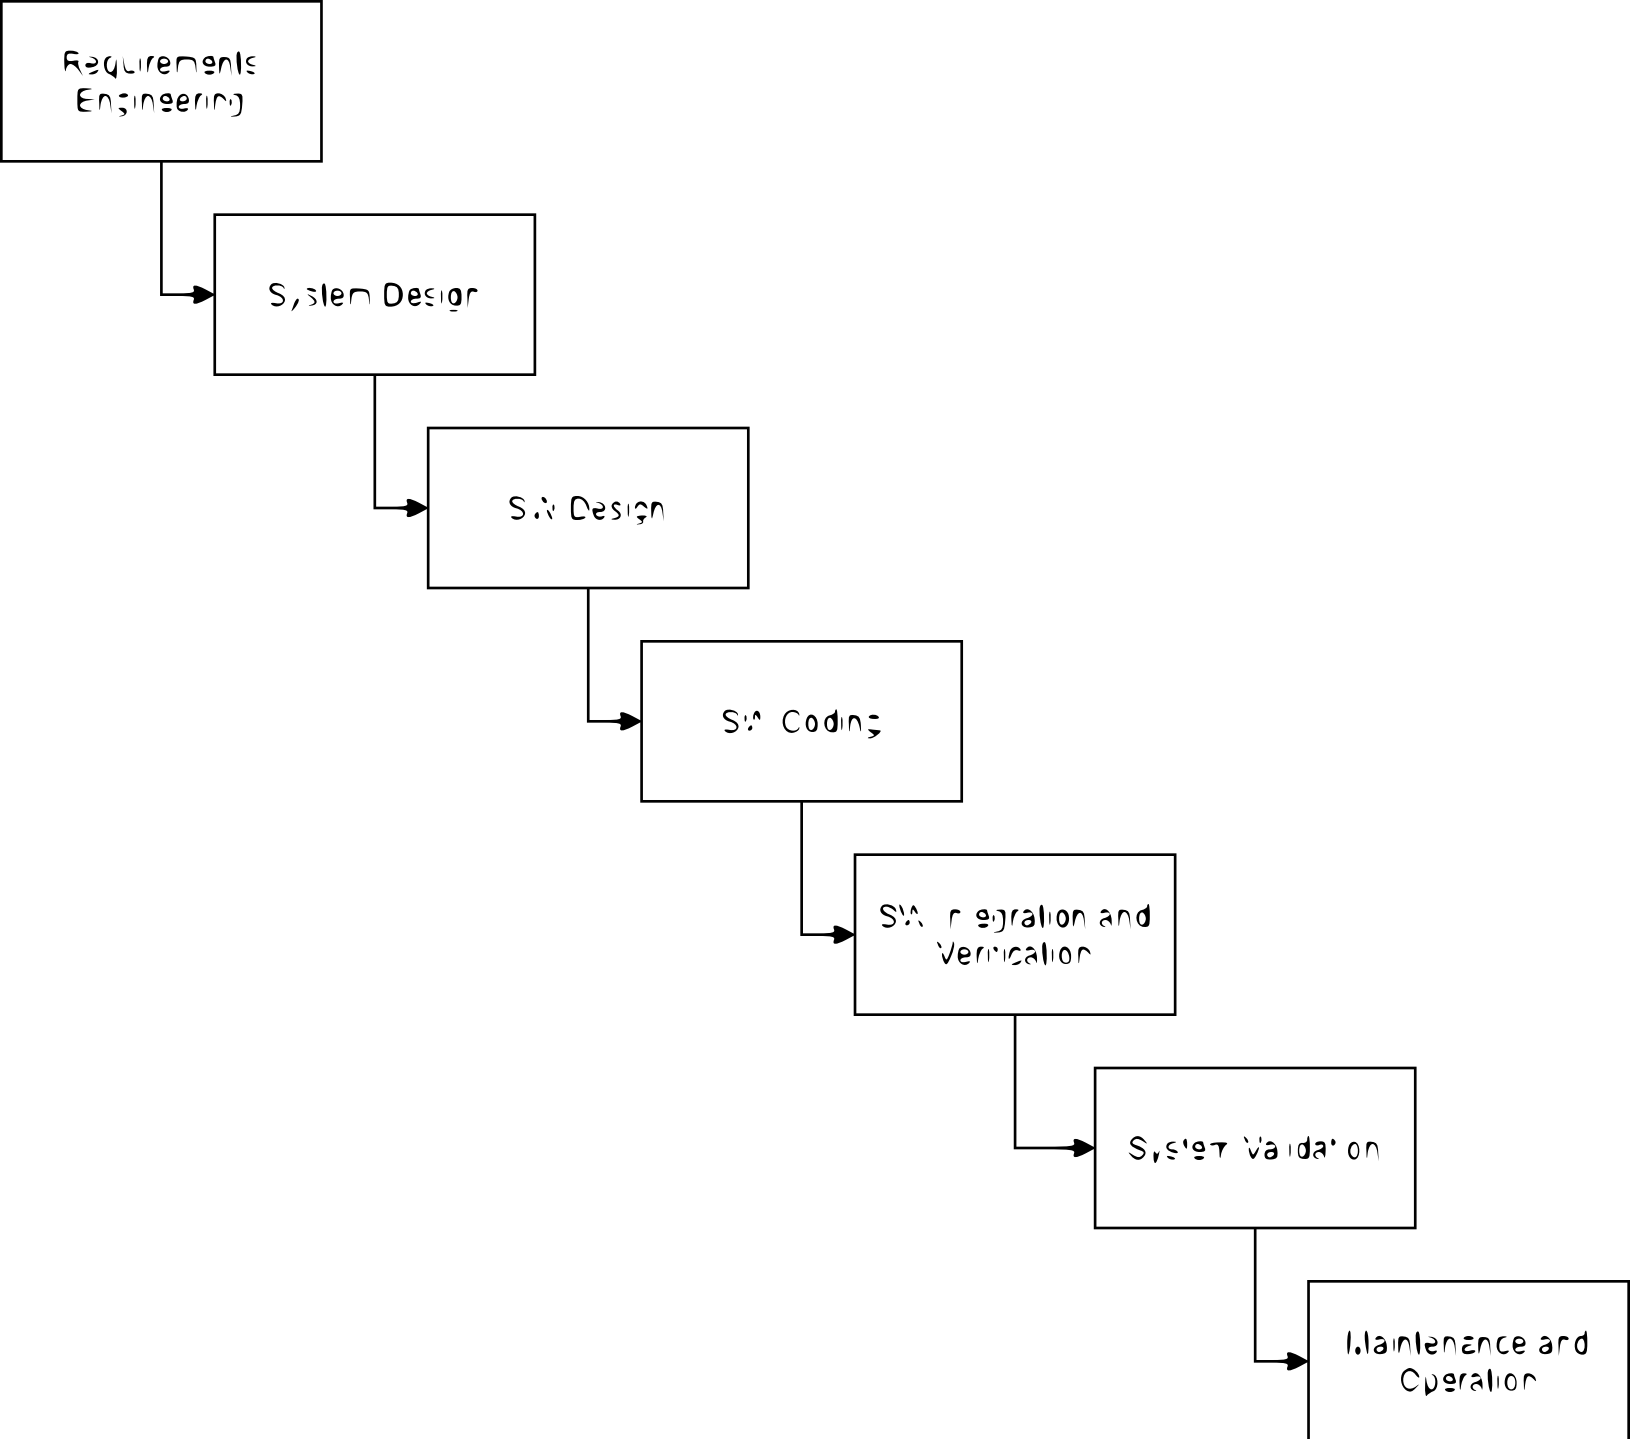 Requirements
Engineering
System Design
SW Design
SW Coding
SW Integration and
Verification
System Validation
Maintenance and
Operation